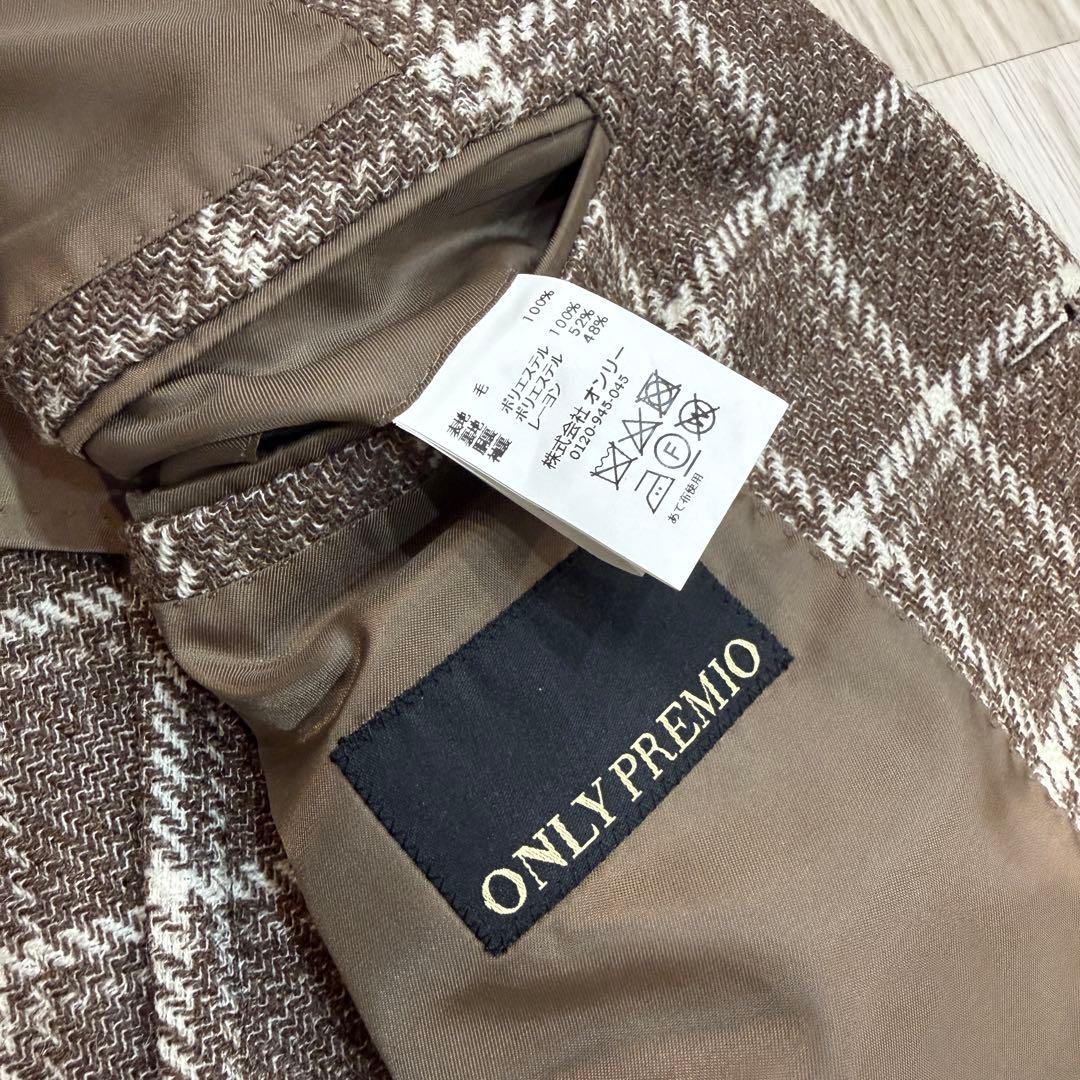 表地 毛 100%
裏地 ポリエステル 100%
胴裏 ポリエステル 52%
袖裏 レーヨン 48%
株式会社 オンリー
0120-945-045
あて布使用
ONLY PREMIO